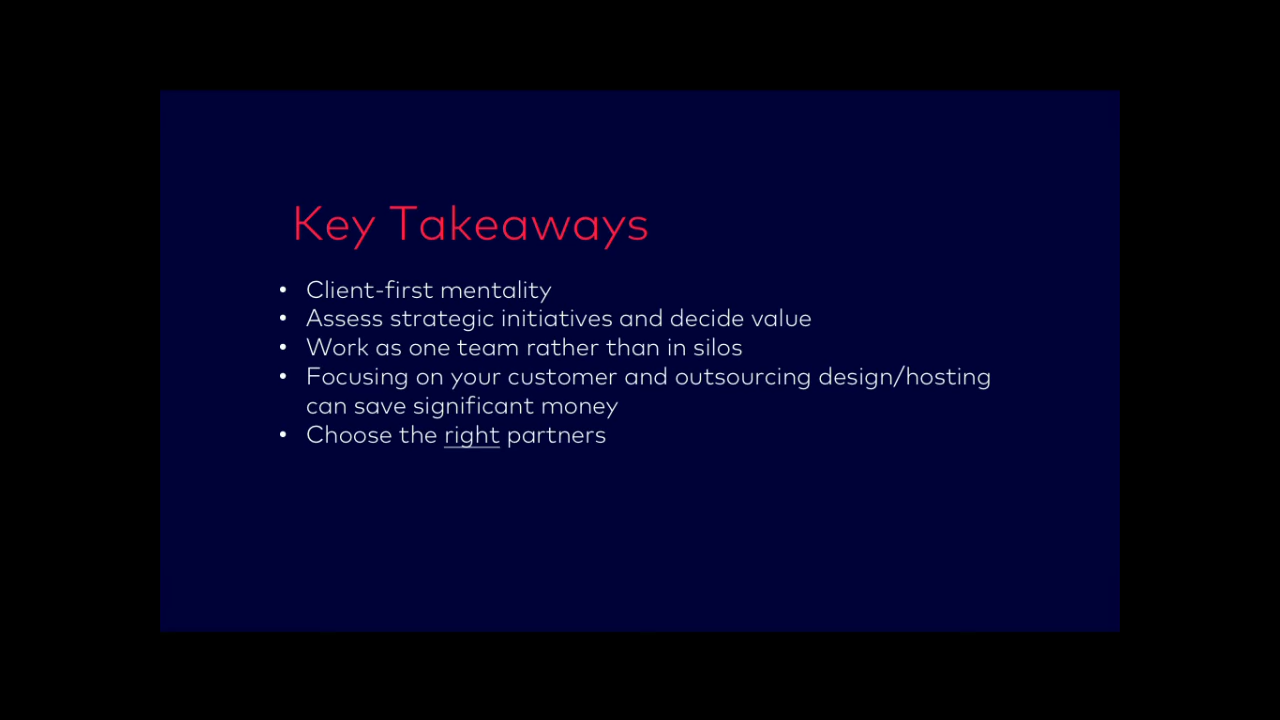 Key Takeaways
• Client-first mentality
• Assess strategic initiatives and decide value
• Work as one team rather than in silos
• Focusing on your customer and outsourcing design/hosting
can save significant money
• Choose the right partners